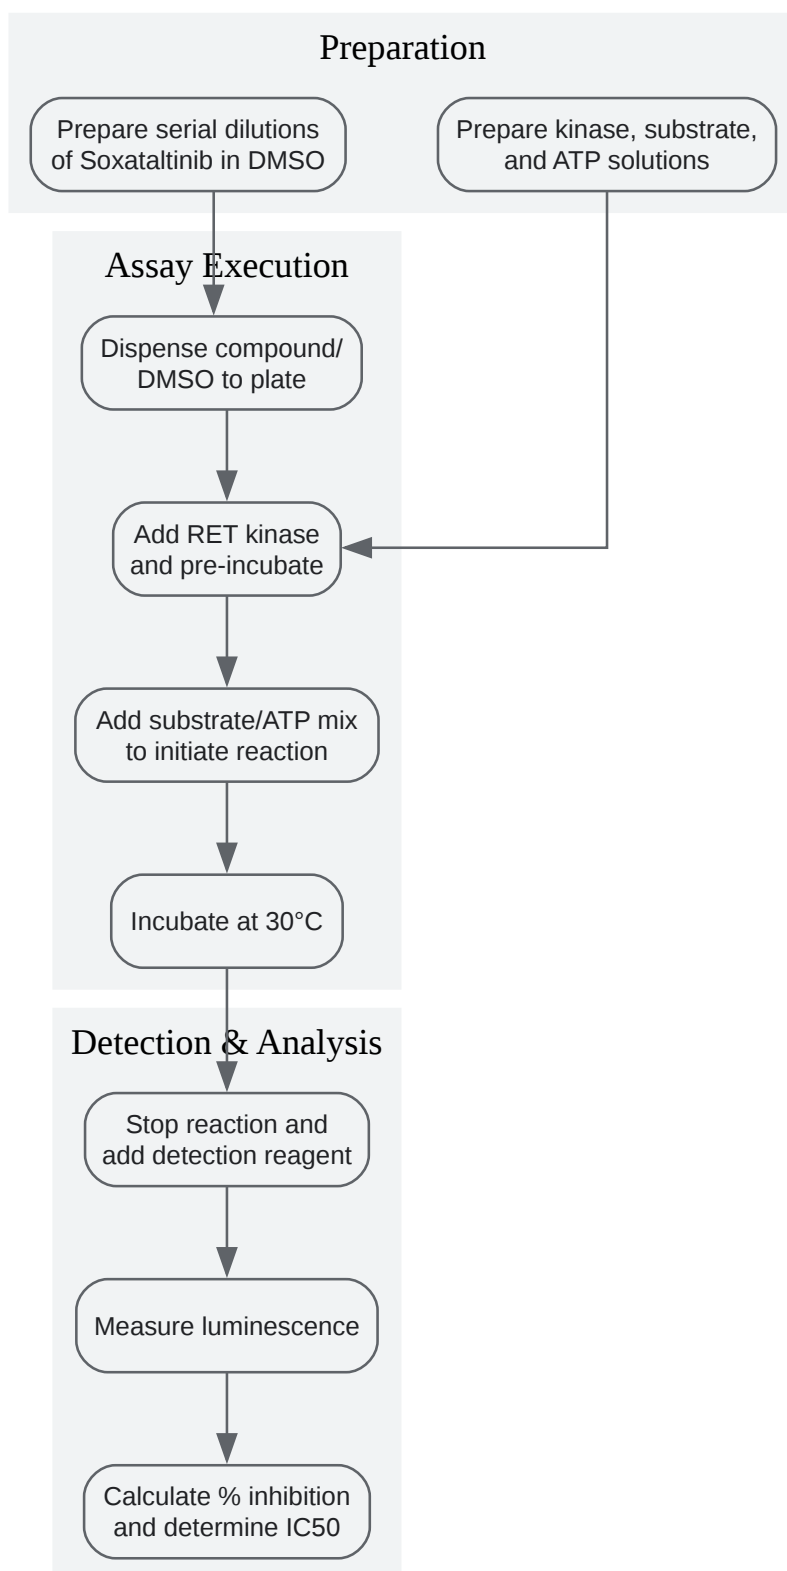 Preparation
Prepare serial dilutions
of Soxataltinib in DMSO
Prepare kinase, substrate,
and ATP solutions
Assay Execution
Dispense compound/
DMSO to plate
Add RET kinase
and pre-incubate
Add substrate/ATP mix
to initiate reaction
Incubate at 30°C
Detection & Analysis
Stop reaction and
add detection reagent
Measure luminescence
Calculate % inhibition
and determine IC50